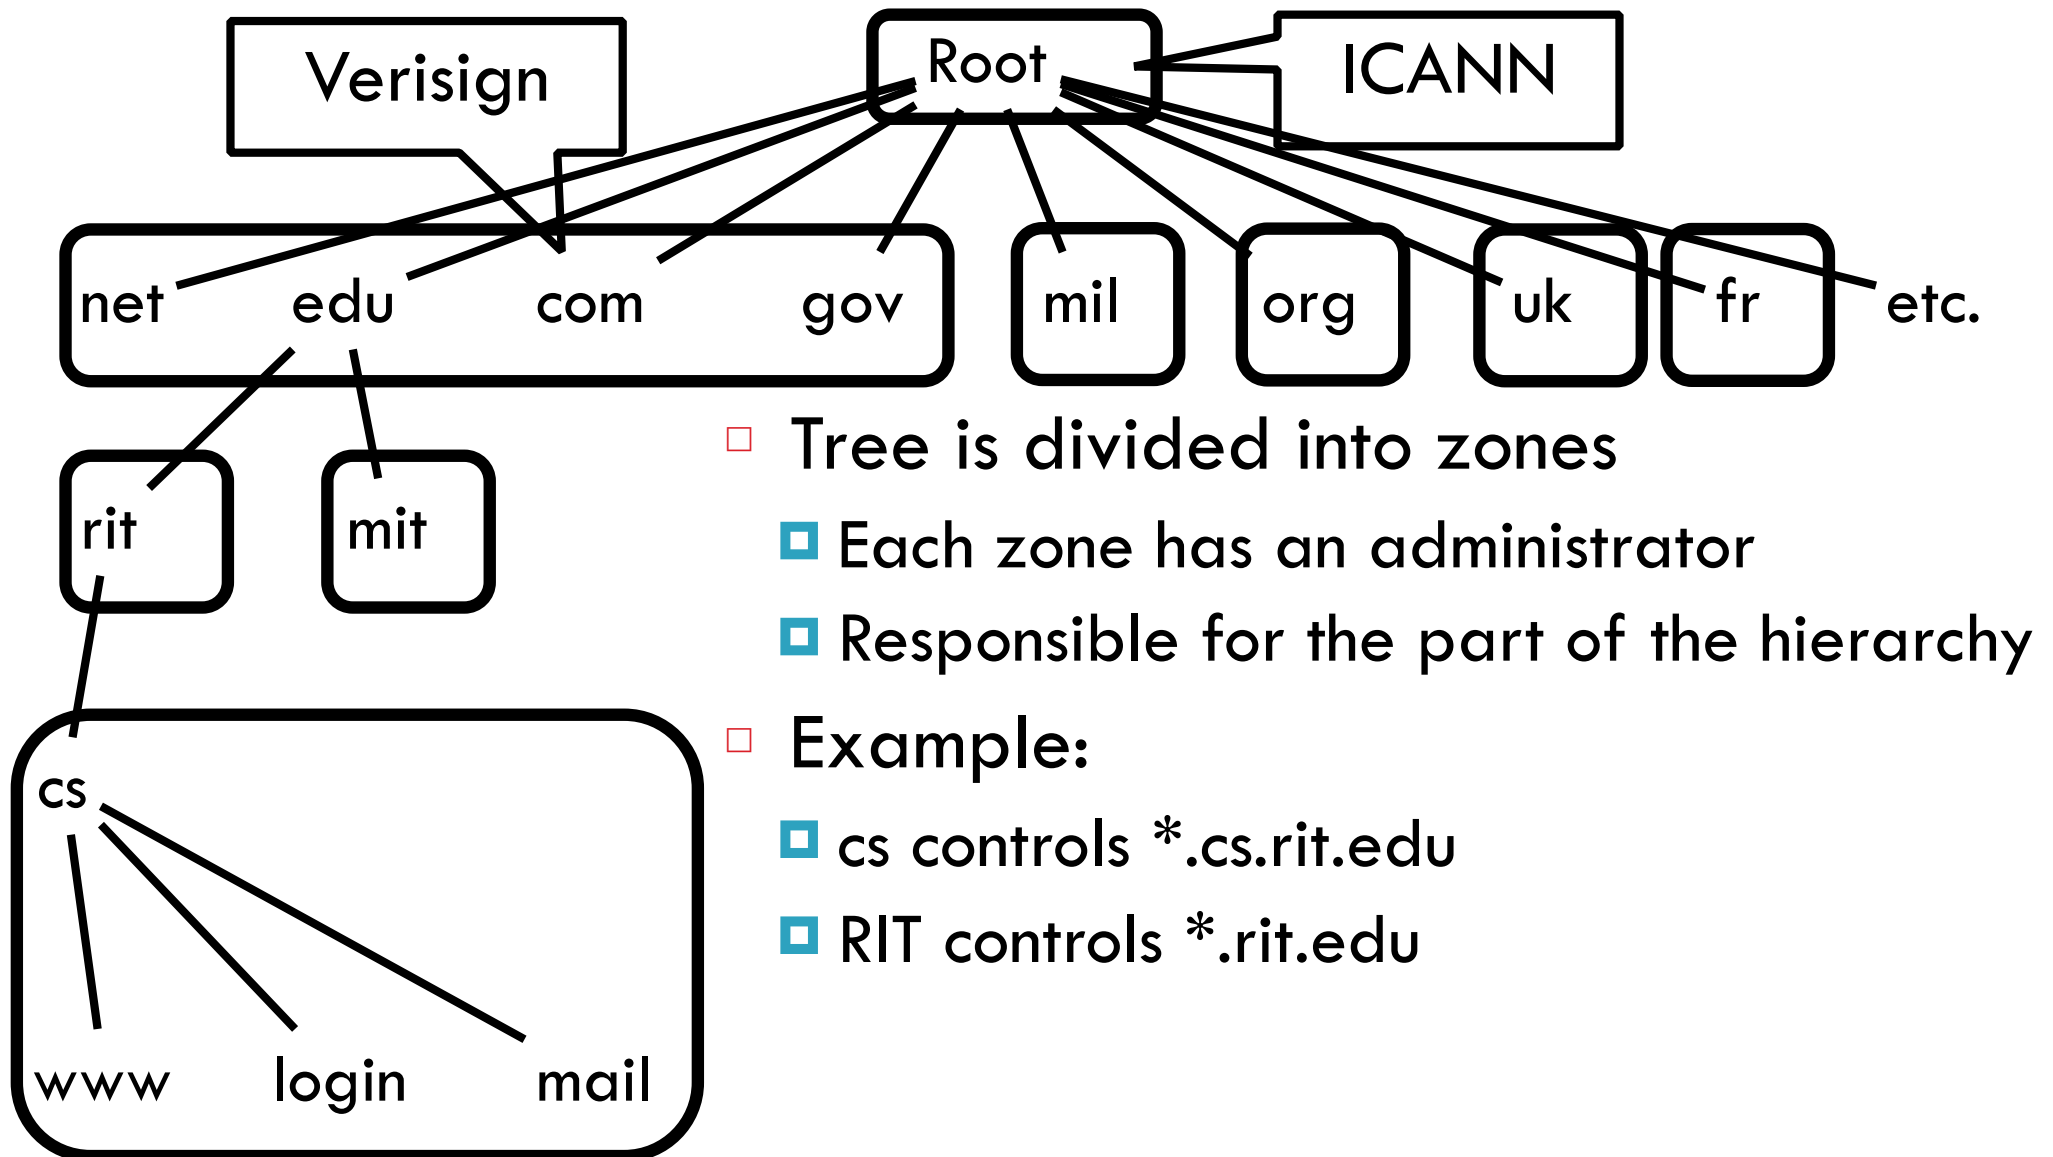 Verisign
Root
ICANN
net edu com gov mil org uk fr etc.
rit mit
cs
www login mail
Tree is divided into zones
Each zone has an administrator
Responsible for the part of the hierarchy
Example:
cs controls *.cs.rit.edu
RIT controls *.rit.edu